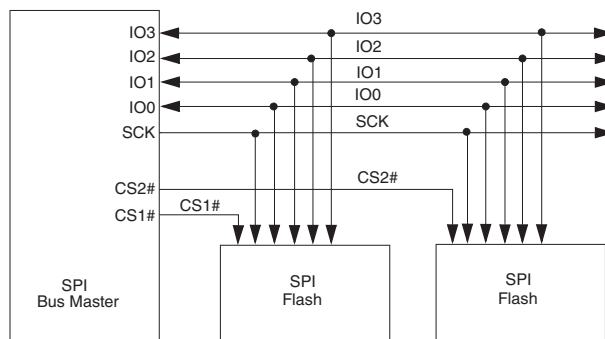 IO3
IO3
IO2
IO2
IO1
IO1
IO0
IO0
SCK
SCK
CS2#
CS2#
CS1#
CS1#
SPI
Bus Master
SPI
Flash
SPI
Flash